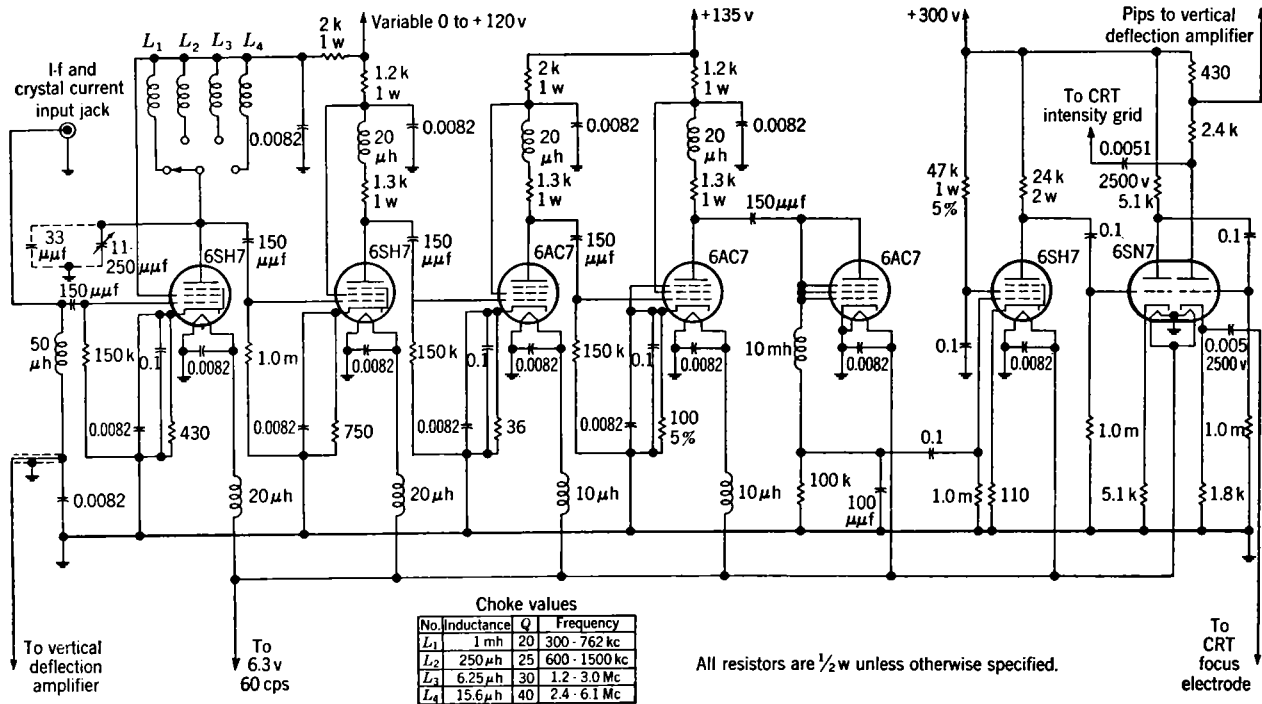 Variable 0 to + 120 v
+135 v
+300 v
Pips to vertical
deflection amplifier
2 k
1 w
L₁ L₂ L₃ L₄
I-f and
crystal current
input jack
0.0082
1.2 k
1 w
0.0082
20
μh
1.3 k
1 w
2 k
1 w
0.0082
20
μh
1.3 k
1 w
1.2 k
1 w
0.0082
20
μh
1.3 k
1 w
430
To CRT
intensity grid
2.4 k
0.0051
2500 v
47 k
1 w
5%
24 k
2 w
5.1 k
33
μμf
11-
250 μμf
150 μμf
6SH7
150
μμf
6SH7
150
μμf
6AC7
150
μμf
6AC7
150 μμf
6AC7
6SH7
0.1
6SN7
0.1
50
μh
150 k
0.1
0.0082
1.0 m
0.0082
150 k
0.1
0.0082
150 k
0.1
0.0082
10 mh
0.0082
0.1
0.0082
0.005
2500 v
0.0082
430
0.0082
750
0.0082
36
0.0082
100
5%
0.1
1.0 m
1.0 m
0.0082
20 μh
20 μh
10 μh
10 μh
100 k
100
μμf
1.0 m
110
5.1 k
1.8 k
To vertical
deflection
amplifier
To
6.3 v
60 cps
Choke values
No. Inductance Q Frequency
L₁ 1 mh 20 300 - 762 kc
L₂ 250 μh 25 600 - 1500 kc
L₃ 6.25 μh 30 1.2 - 3.0 Mc
L₄ 15.6 μh 40 2.4 - 6.1 Mc
All resistors are ½ w unless otherwise specified.
To
CRT
focus
electrode